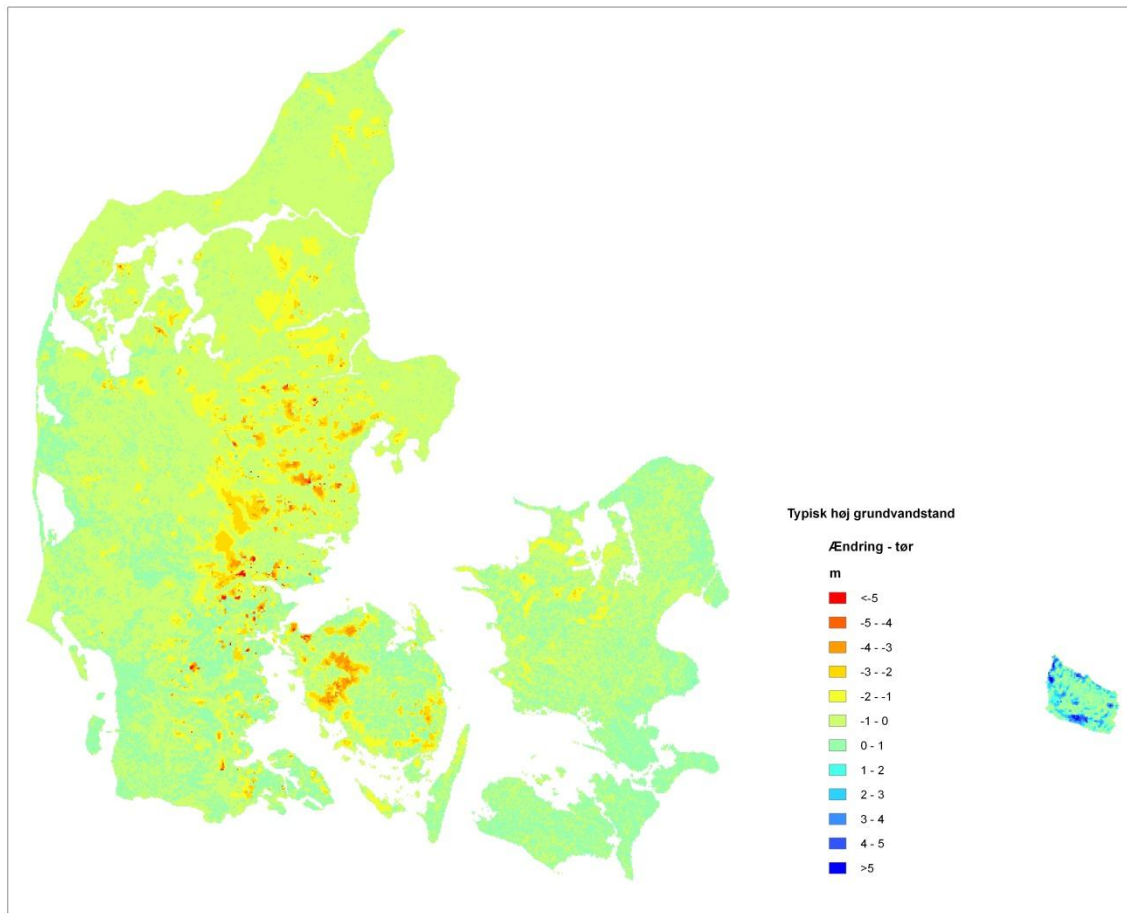 Typisk høj grundvandstand
Ændring - tør
m
<-5
-5 - -4
-4 - -3
-3 - -2
-2 - -1
-1 - 0
0 - 1
1 - 2
2 - 3
3 - 4
4 - 5
>5